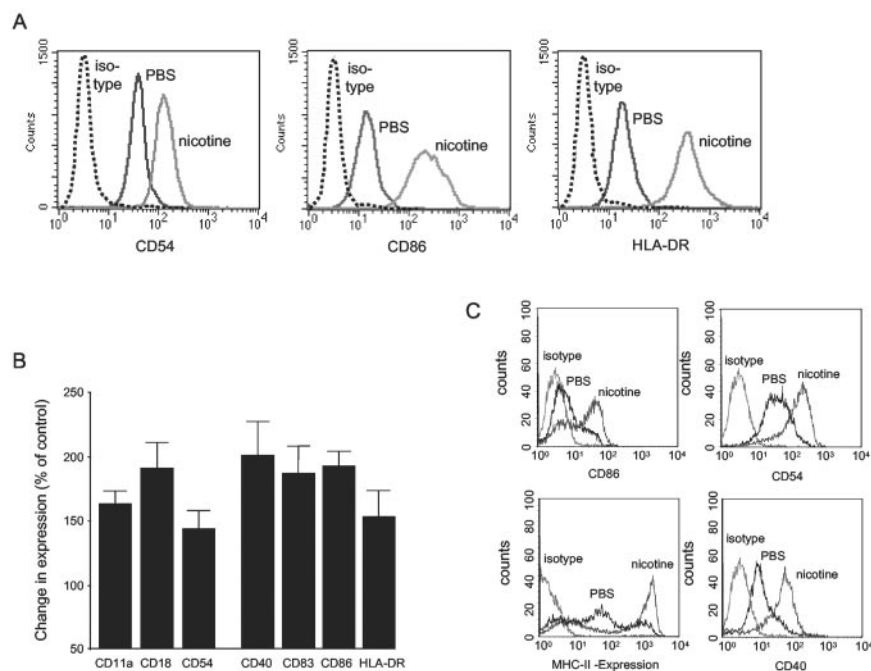 A
1500
Counts
0
iso-
type
PBS
nicotine
10^0 10^1 10^2 10^3 10^4
CD54
1500
Counts
0
iso-
type
PBS
nicotine
10^0 10^1 10^2 10^3 10^4
CD86
1500
Counts
0
iso-
type
PBS
nicotine
10^0 10^1 10^2 10^3 10^4
HLA-DR
B
Change in expression (% of control)
250
200
150
100
50
CD11a CD18 CD54 CD40 CD83 CD86 HLA-DR
C
counts
100
80
60
40
20
0
isotype
PBS
nicotine
10^0 10^1 10^2 10^3 10^4
CD86
counts
100
80
60
40
20
0
isotype
PBS
nicotine
10^0 10^1 10^2 10^3 10^4
CD54
counts
100
80
60
40
20
0
isotype
PBS
nicotine
10^0 10^1 10^2 10^3 10^4
MHC-II -Expression
counts
100
80
60
40
20
0
isotype
PBS
nicotine
10^0 10^1 10^2 10^3 10^4
CD40